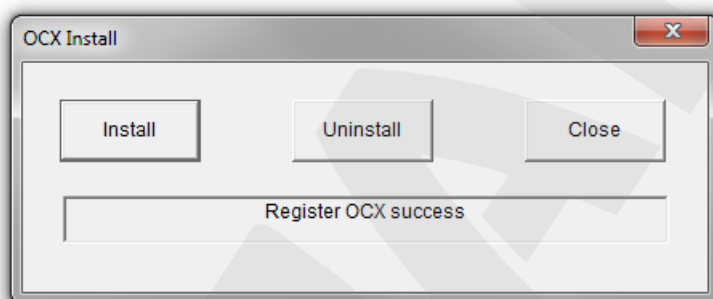 OCX Install
Install Uninstall Close
Register OCX success